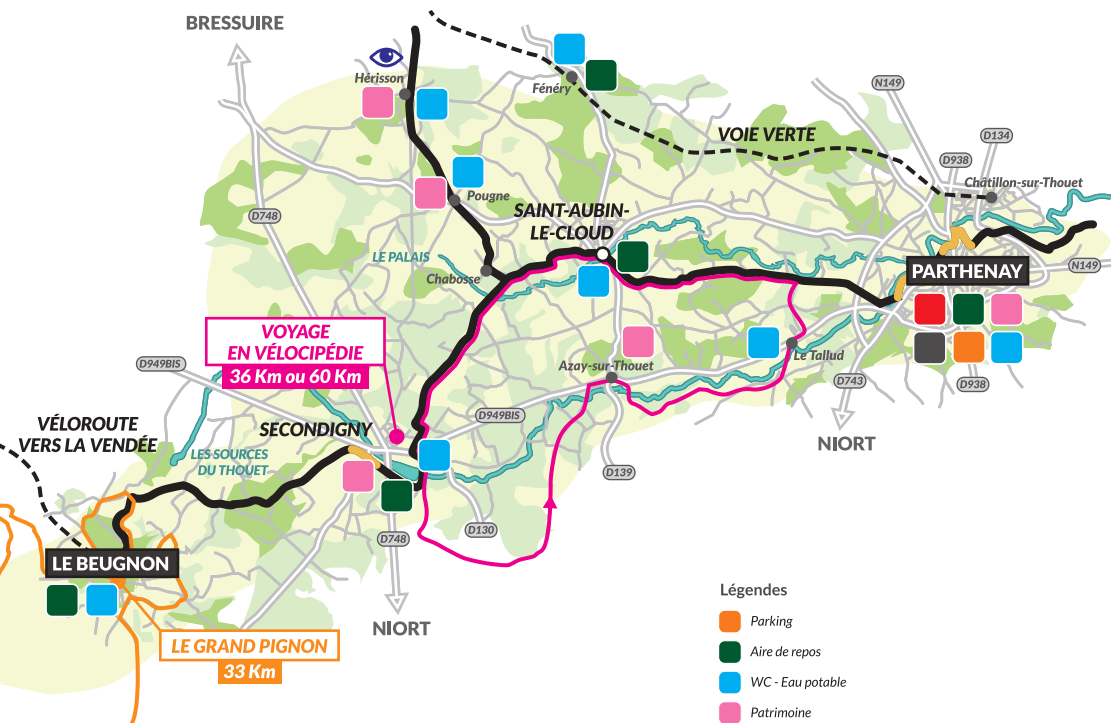 BRESSUIRE
Hérisson
Fénéry
N149
VOIE VERTE
D134
D938
Châtillon-sur-Thouet
Pougne
D748
SAINT-AUBIN-
LE-CLOUD
LE PALAIS
Chabosse
PARTHENAY
N149
VOYAGE
EN VÉLOCIPÉDIE
36 Km ou 60 Km
D949BIS
Azay-sur-Thouet
Le Tallud
D743
D938
NIORT
D949BIS
VÉLOROUTE
VERS LA VENDÉE
SECONDIGNY
LES SOURCES
DU THOUET
D139
D130
D748
LE BEUGNON
NIORT
LE GRAND PIGNON
33 Km
Légendes
Parking
Aire de repos
WC - Eau potable
Patrimoine